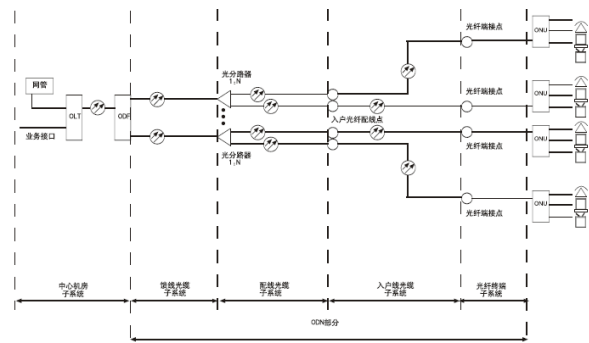 光纤端接点
ONU
光分路器
1:N
网管
光纤端接点
ONU
OLT
ODF
入户光纤配线点
业务接口
光纤端接点
ONU
光分路器
1:N
光纤端接点
ONU
中心机房
子系统
馈线光缆
子系统
配线光缆
子系统
入户线光缆
子系统
光纤终端
子系统
ODN部分